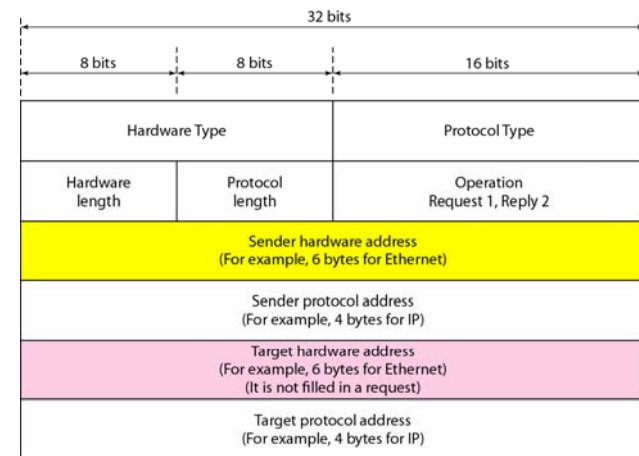 32 bits
8 bits
8 bits
16 bits
Hardware Type
Protocol Type
Hardware
length
Protocol
length
Operation
Request 1, Reply 2
Sender hardware address
(For example, 6 bytes for Ethernet)
Sender protocol address
(For example, 4 bytes for IP)
Target hardware address
(For example, 6 bytes for Ethernet)
(It is not filled in a request)
Target protocol address
(For example, 4 bytes for IP)